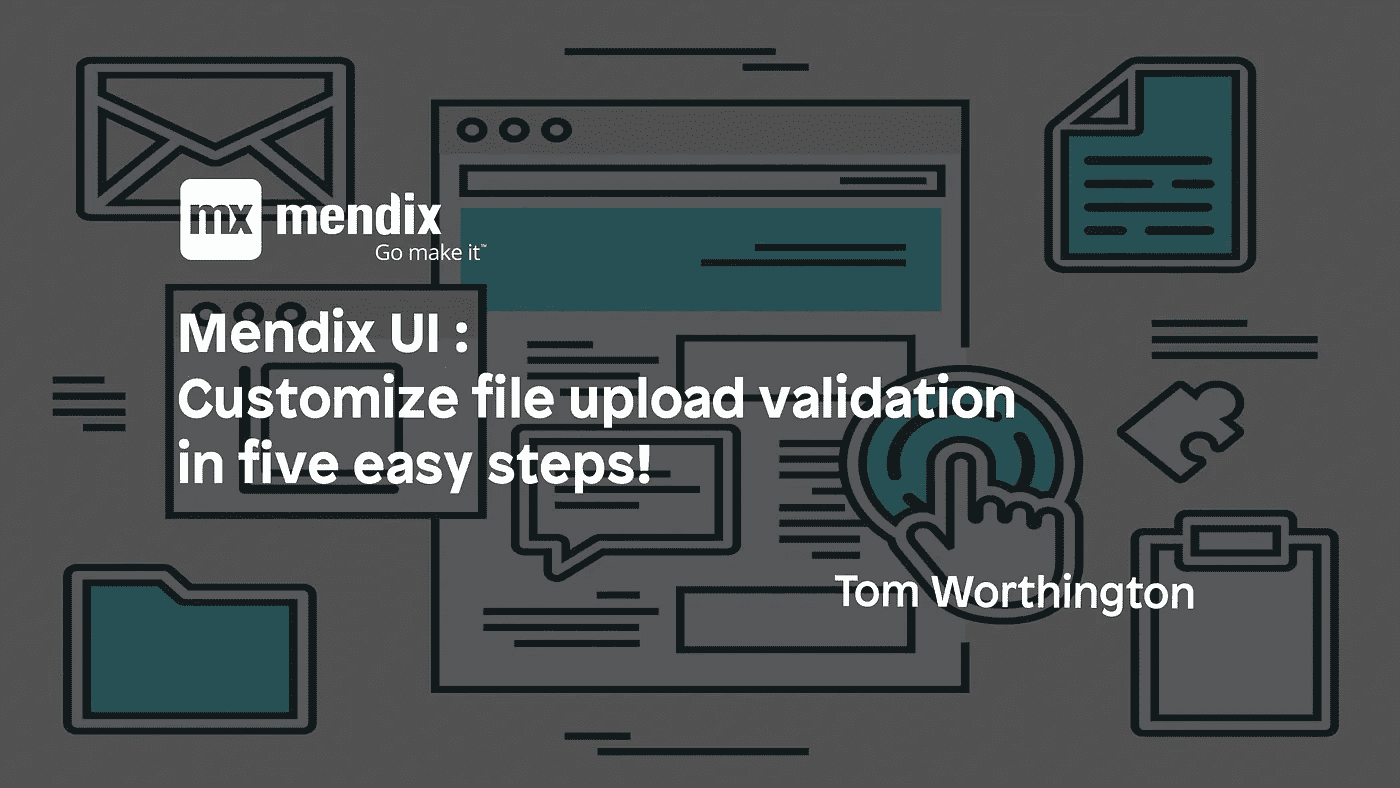 mx mendix
Go make it™
Mendix UI :
Customize file upload validation
in five easy steps!
Tom Worthington